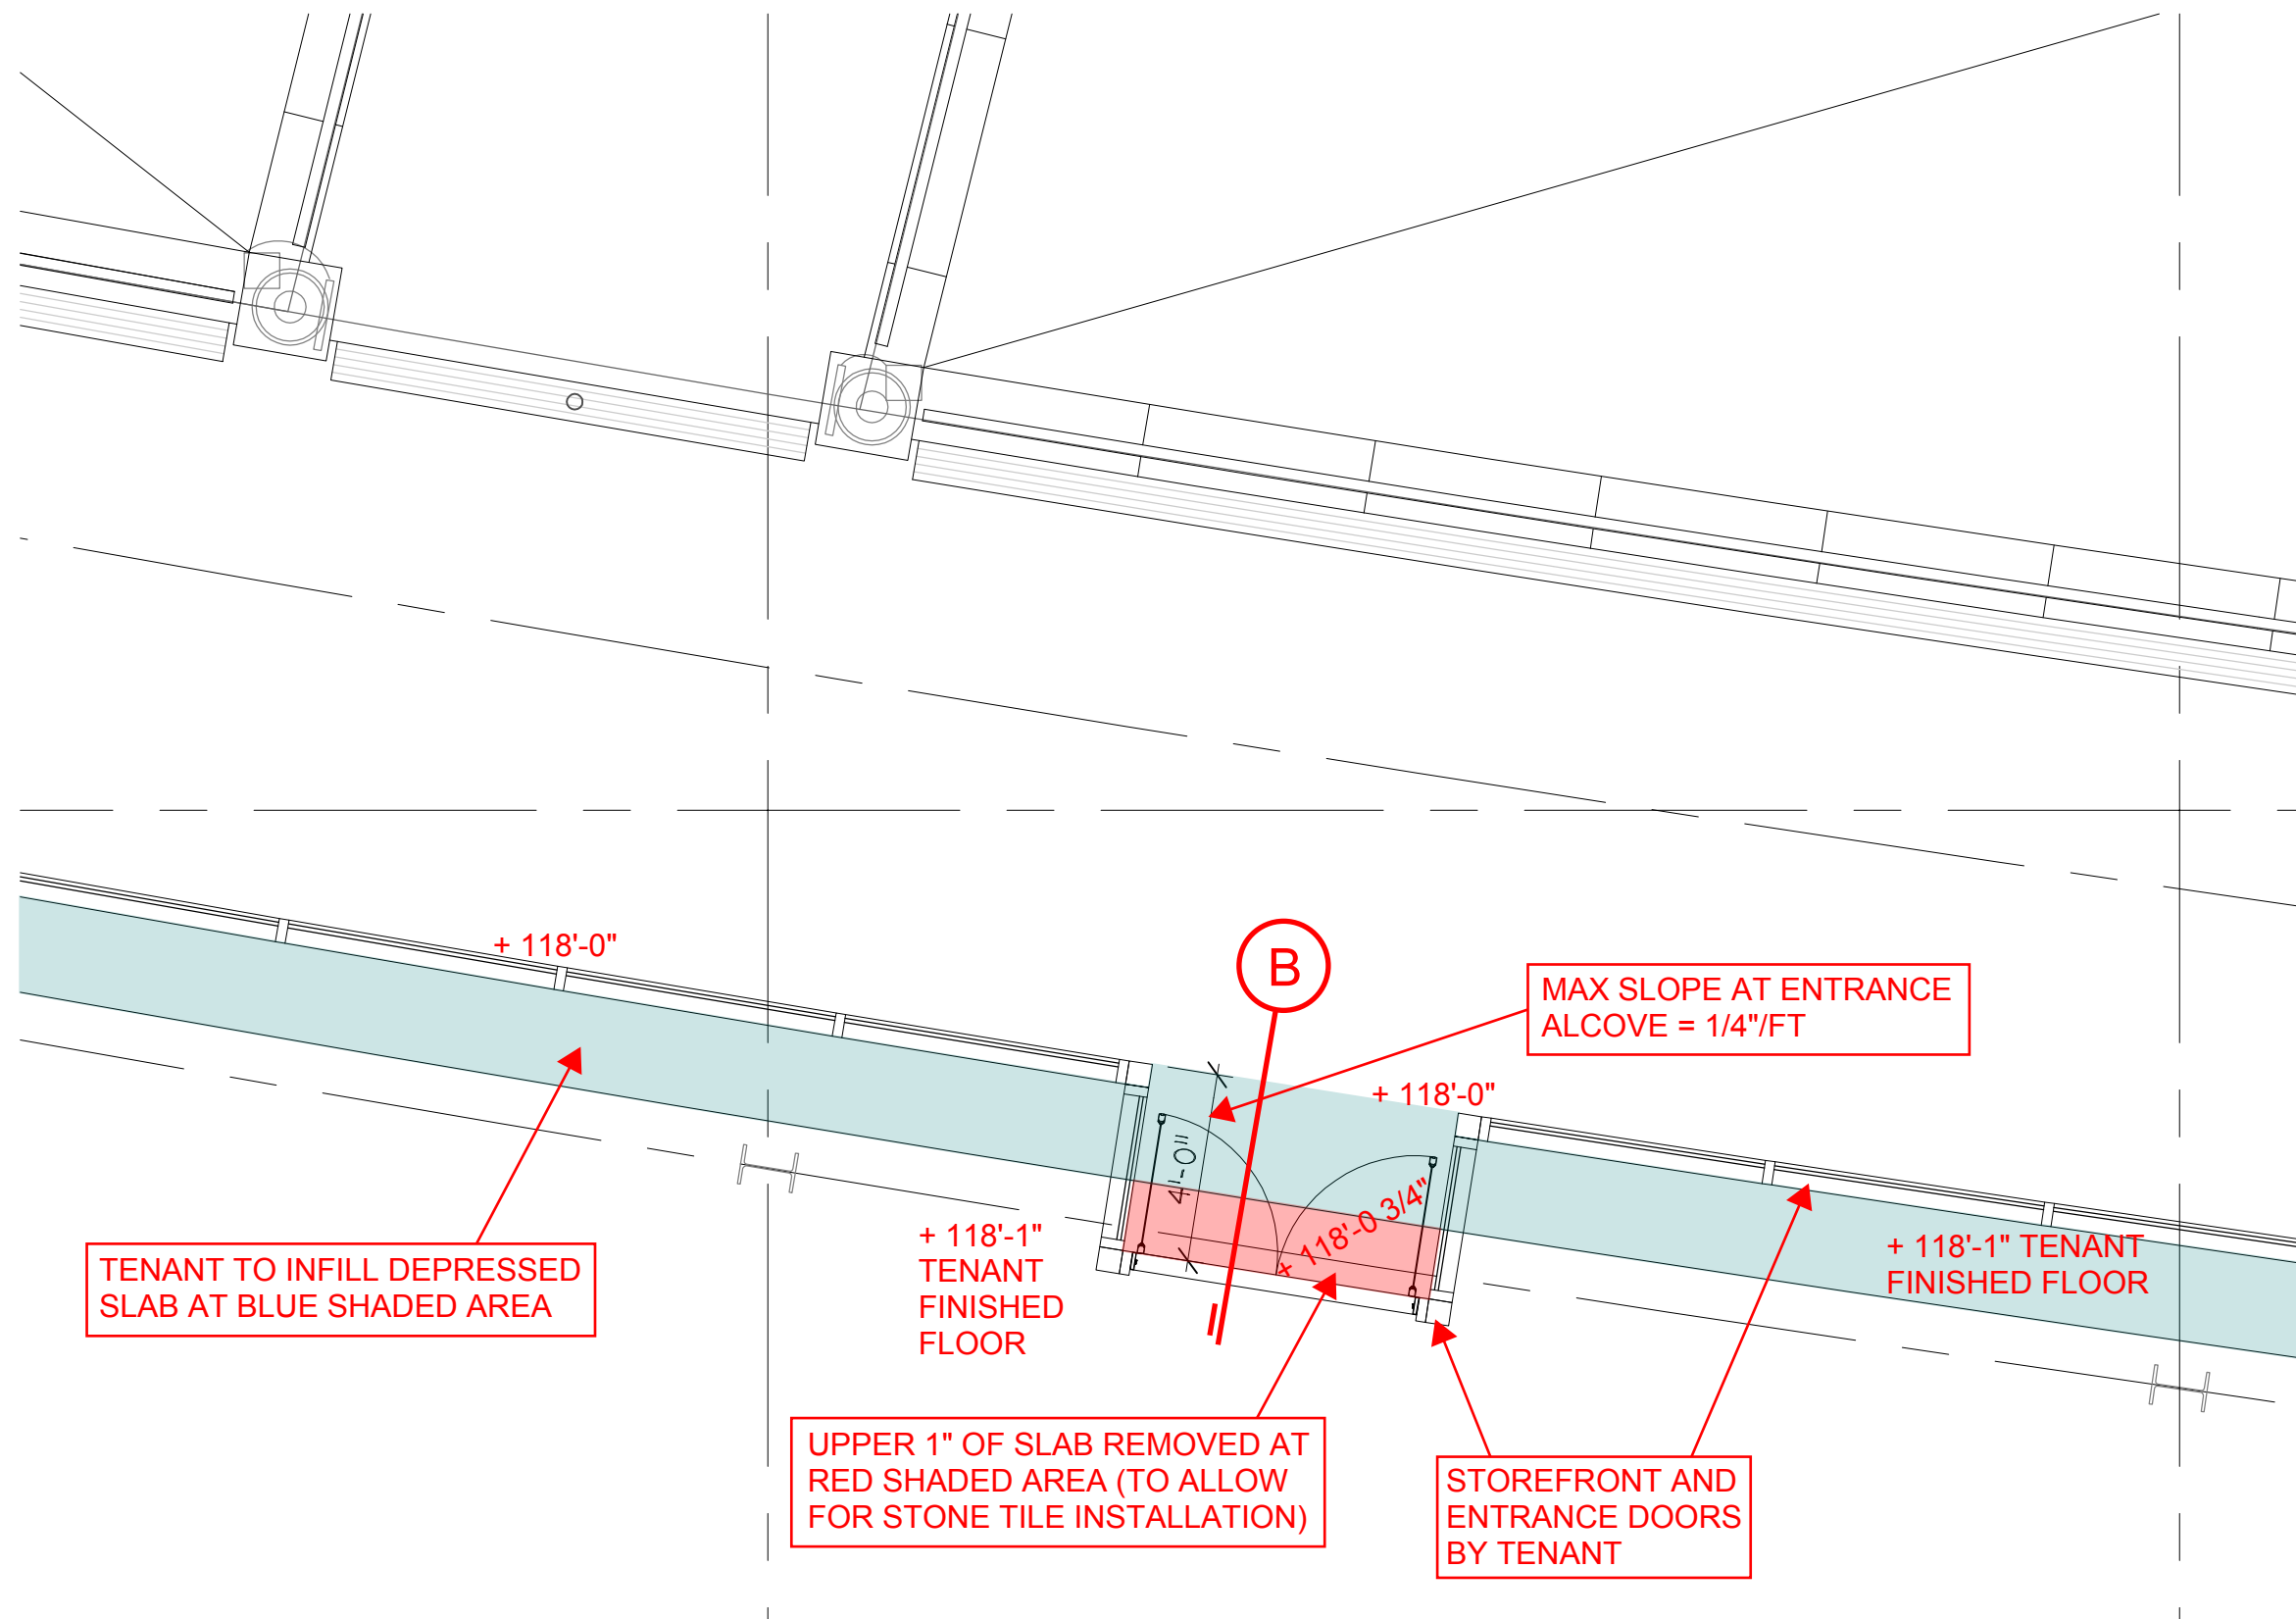 + 118'-0"
B
MAX SLOPE AT ENTRANCE
ALCOVE = 1/4"/FT
+ 118'-0"
4'-0"
+ 118'-0 3/4"
+ 118'-1"
TENANT
FINISHED
FLOOR
+ 118'-1" TENANT
FINISHED FLOOR
TENANT TO INFILL DEPRESSED
SLAB AT BLUE SHADED AREA
UPPER 1" OF SLAB REMOVED AT
RED SHADED AREA (TO ALLOW
FOR STONE TILE INSTALLATION)
STOREFRONT AND
ENTRANCE DOORS
BY TENANT